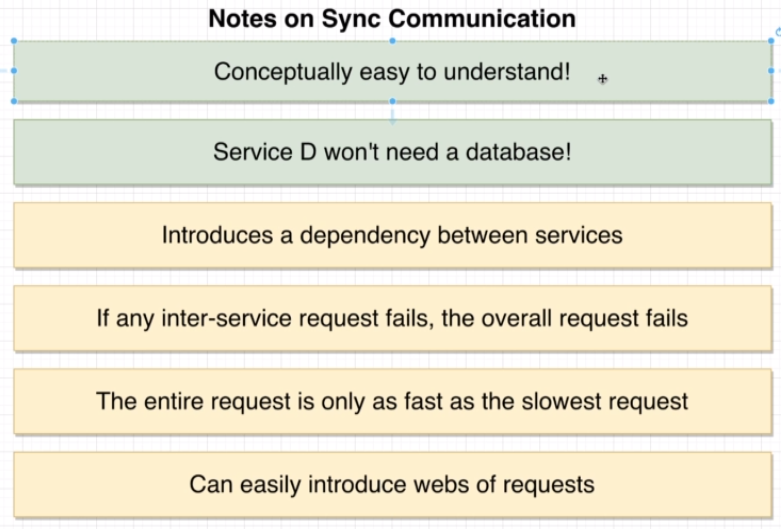 Notes on Sync Communication
Conceptually easy to understand!
Service D won't need a database!
Introduces a dependency between services
If any inter-service request fails, the overall request fails
The entire request is only as fast as the slowest request
Can easily introduce webs of requests